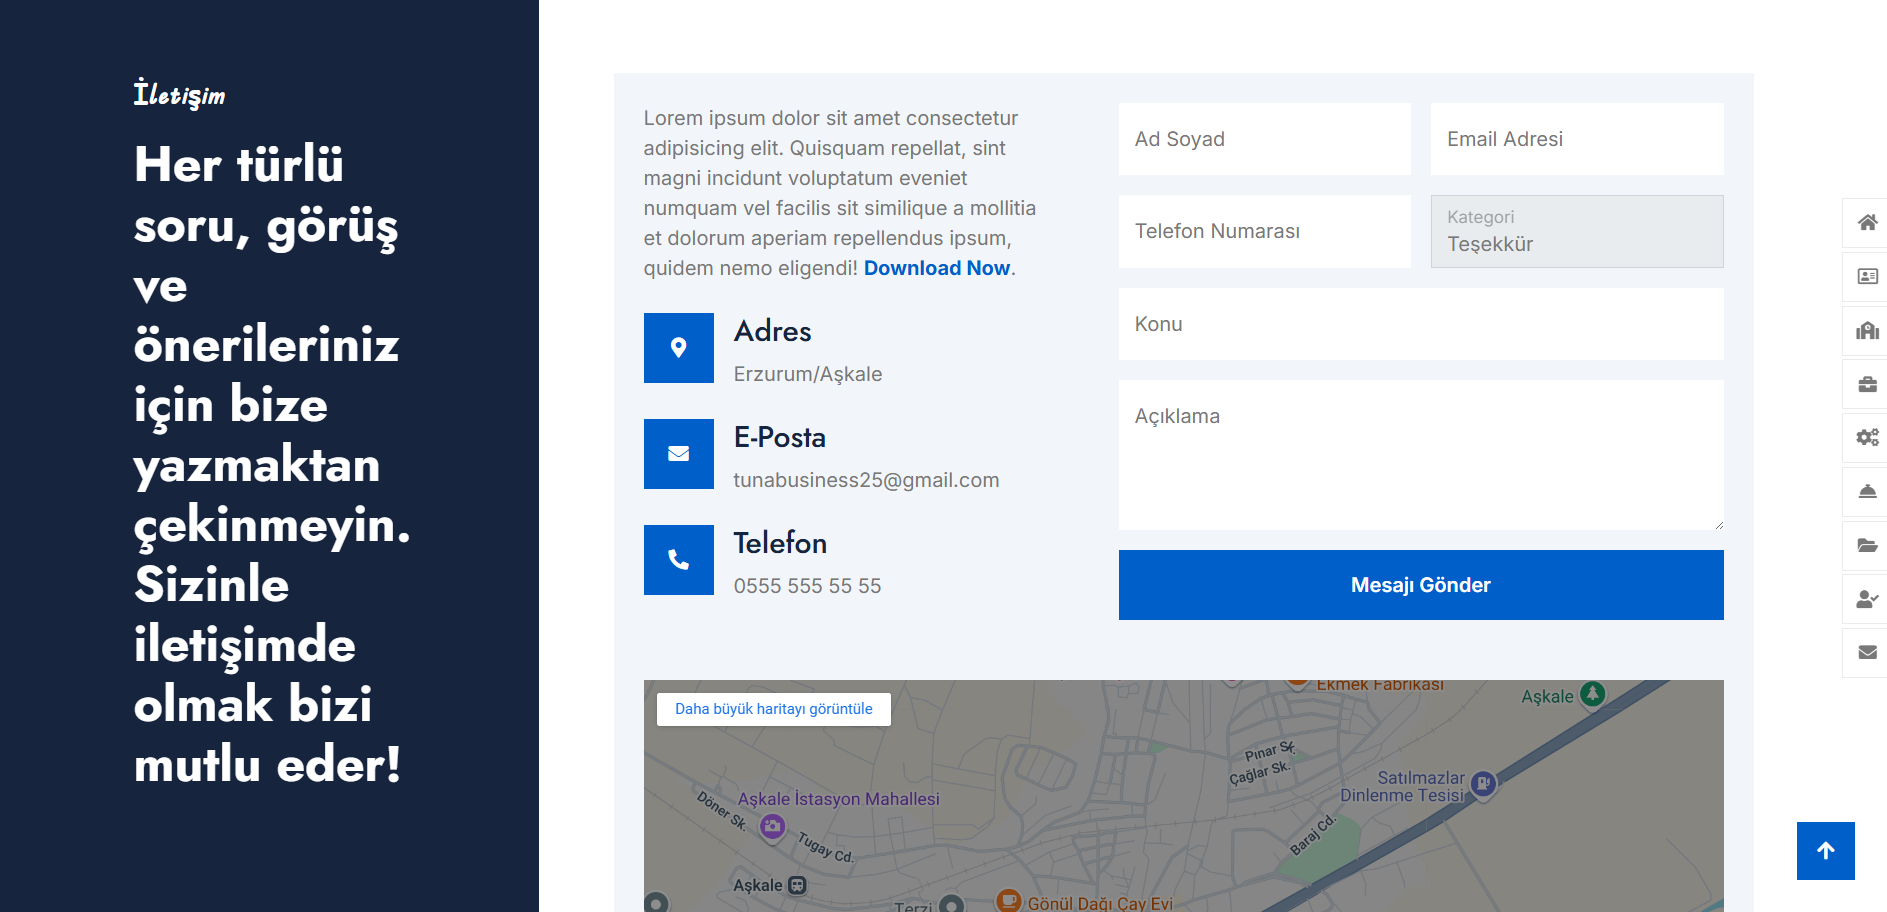 İletişim
Her türlü
soru, görüş
ve
önerileriniz
için bize
yazmaktan
çekinmeyin.
Sizinle
iletişimde
olmak bizi
mutlu eder!
Lorem ipsum dolor sit amet consectetur
adipisicing elit. Quisquam repellat, sint
magni incidunt voluptatum eveniet
numquam vel facilis sit similique a mollitia
et dolorum aperiam repellendus ipsum,
quidem nemo eligendi! Download Now.
Adres
Erzurum/Aşkale
E-Posta
tunabusiness25@gmail.com
Telefon
0555 555 55 55
Ad Soyad
Email Adresi
Telefon Numarası
Kategori
Teşekkür
Konu
Açıklama
Mesajı Gönder
Daha büyük haritayı görüntüle
Ekmek Fabrikası
Aşkale
Pınar Sk.
Çağlar Sk.
Satılmazlar
Dinlenme Tesisi
Aşkale İstasyon Mahallesi
Döner Sk.
Tugay Cd.
Baraj Cd.
Aşkale
Terzi
Gönül Dağı Çay Evi